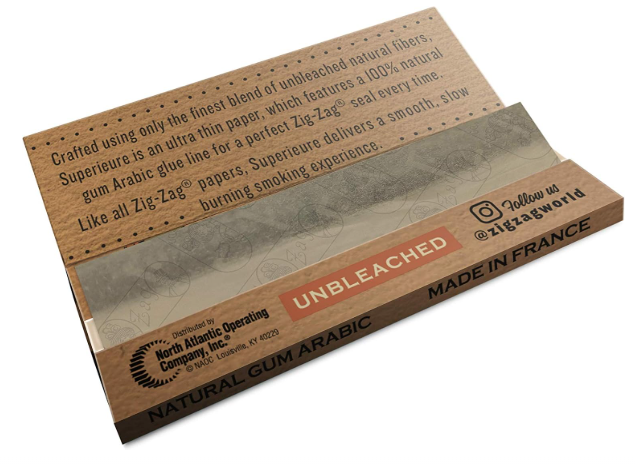 Crafted using only the finest blend of unbleached natural fibers,
Superieure is an ultra thin paper, which features a 100% natural
gum Arabic glue line for a perfect Zig-Zag® seal every time.
Like all Zig-Zag® papers, Superieure delivers a smooth, slow
burning smoking experience.
Follow us
@zigzagworld
UNBLEACHED
Distributed by
North Atlantic Operating
Company, Inc.®
© NAOC Louisville, KY 40229
NATURAL GUM ARABIC
MADE IN FRANCE